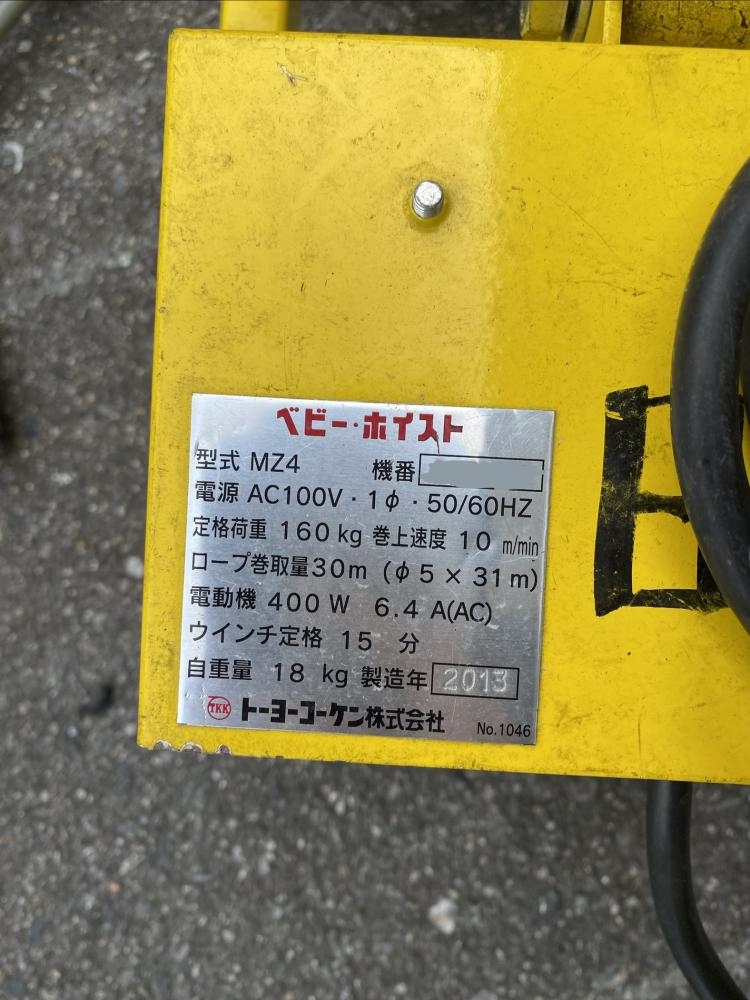 ベビー・ホイスト
型式 MZ4 機番
電源 AC100V・1φ・50/60HZ
定格荷重 160kg 巻上速度 10 m/min
ロープ巻取量30m (φ5×31m)
電動機 400W 6.4A(AC)
ウインチ定格 15 分
自重量 18 kg 製造年 2013
TKK トーヨーコーケン株式会社 No.1046